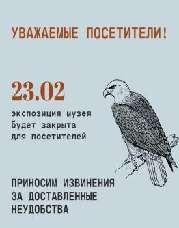 УВАЖАЕМЫЕ ПОСЕТИТЕЛИ!
23.02
экспозиция музея
будет закрыта
для посетителей
ПРИНОСИМ ИЗВИНЕНИЯ
ЗА ДОСТАВЛЕННЫЕ
НЕУДОБСТВА